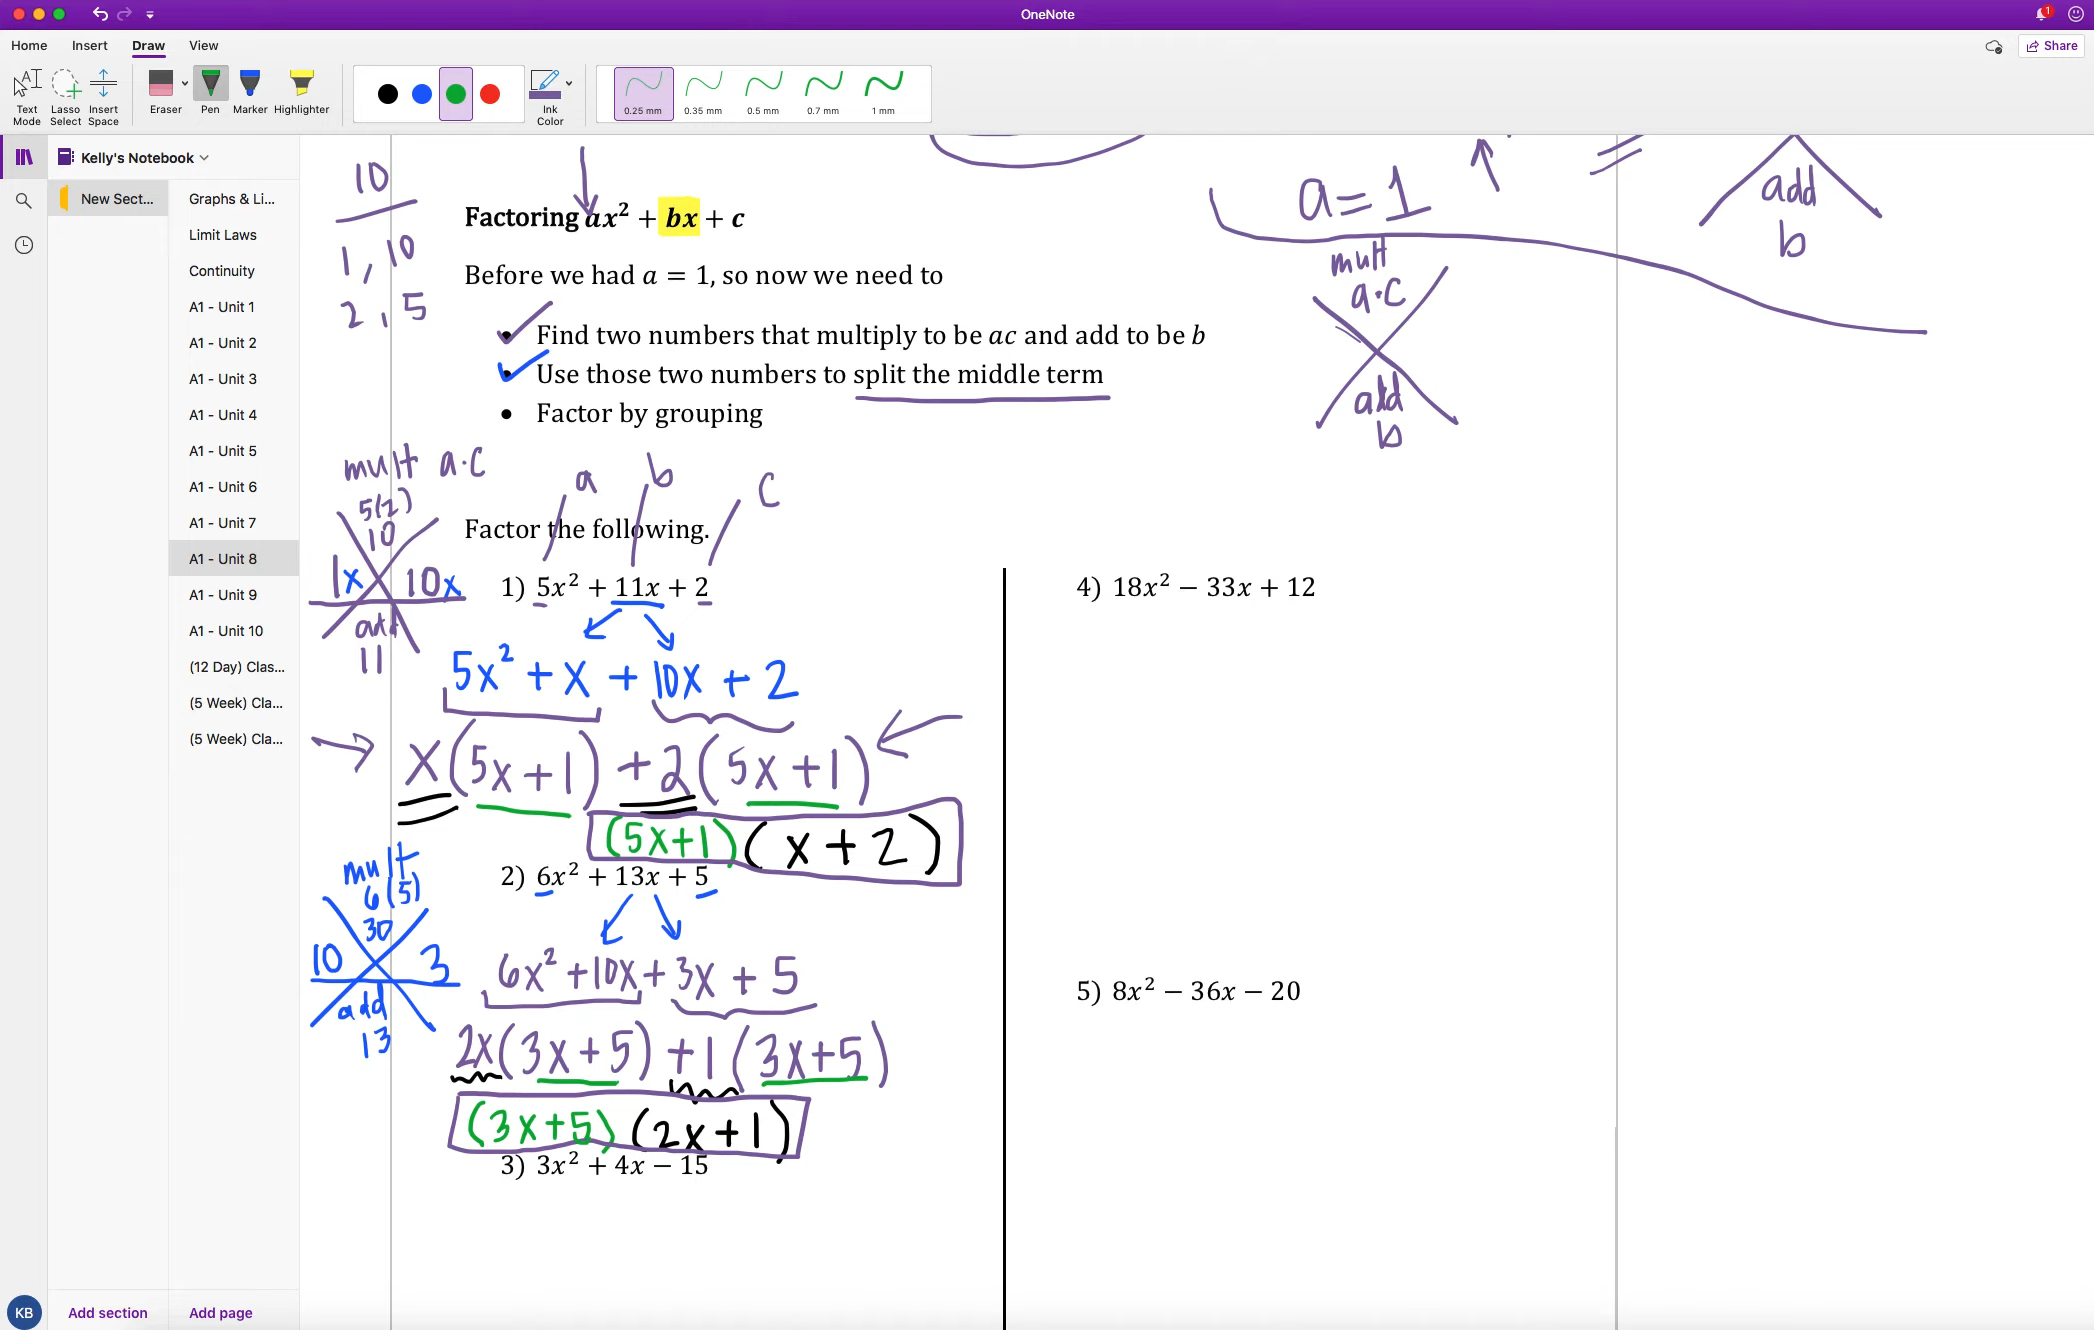 OneNote
1
Home Insert Draw View
Share
Text Mode
Lasso Select
Insert Space
Eraser
Pen
Marker
Highlighter
Ink Color
0.25 mm
0.35 mm
0.5 mm
0.7 mm
1 mm
Kelly's Notebook
New Sect...
Graphs & Li...
Limit Laws
Continuity
A1 - Unit 1
A1 - Unit 2
A1 - Unit 3
A1 - Unit 4
A1 - Unit 5
A1 - Unit 6
A1 - Unit 7
A1 - Unit 8
A1 - Unit 9
A1 - Unit 10
(12 Day) Clas...
(5 Week) Cla...
(5 Week) Cla...
KB
Add section
Add page
10
1, 10
2, 5
Factoring ax² + bx + c
Before we had a = 1, so now we need to
• Find two numbers that multiply to be ac and add to be b
• Use those two numbers to split the middle term
• Factor by grouping
a=1
add
b
mult
a·c
add
b
mult a·c
5(2)
10
1x 10x
add
11
a b c
Factor the following.
1) 5x² + 11x + 2
5x² + x + 10x + 2
x(5x+1) +2(5x+1)
(5x+1)(x+2)
mult
6(5)
30
10 3
add
13
2) 6x² + 13x + 5
6x² +10x + 3x + 5
2x(3x+5) +1(3x+5)
(3x+5)(2x+1)
3) 3x² + 4x − 15
4) 18x² − 33x + 12
5) 8x² − 36x − 20